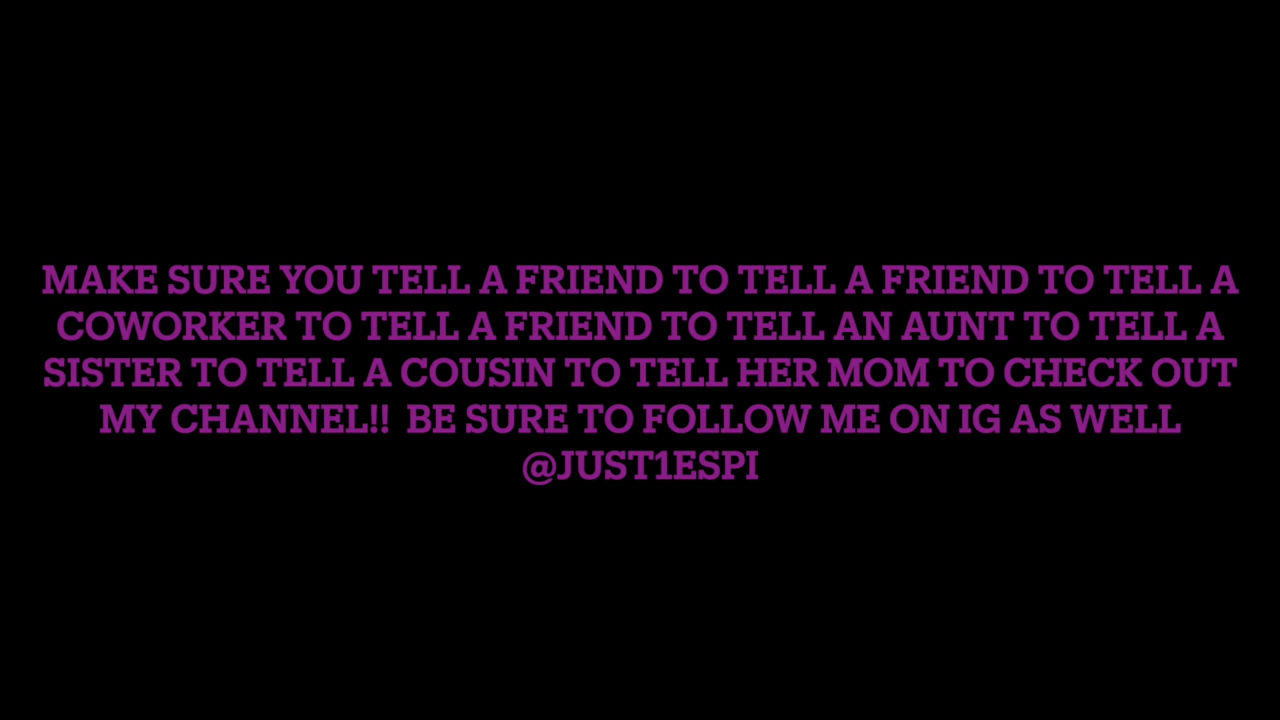 MAKE SURE YOU TELL A FRIEND TO TELL A FRIEND TO TELL A
COWORKER TO TELL A FRIEND TO TELL AN AUNT TO TELL A
SISTER TO TELL A COUSIN TO TELL HER MOM TO CHECK OUT
MY CHANNEL!!  BE SURE TO FOLLOW ME ON IG AS WELL
@JUST1ESPI